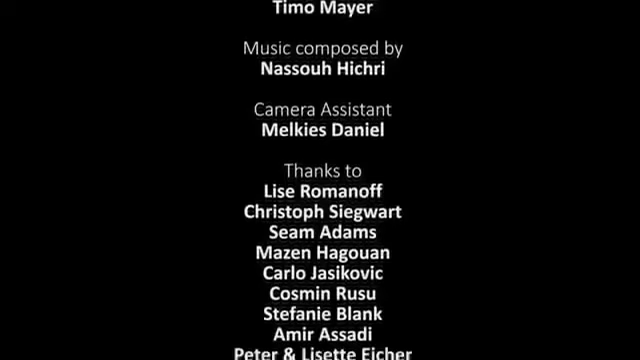 Timo Mayer
Music composed by
Nassouh Hichri
Camera Assistant
Melkies Daniel
Thanks to
Lise Romanoff
Christoph Siegwart
Seam Adams
Mazen Hagouan
Carlo Jasikovic
Cosmin Rusu
Stefanie Blank
Amir Assadi
Peter & Lisette Eicher